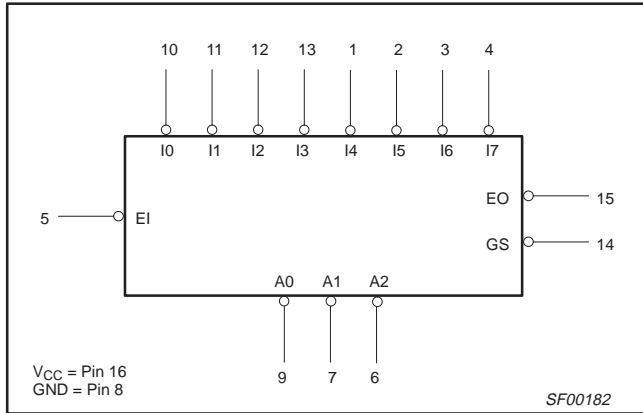 10 11 12 13 1 2 3 4
I0 I1 I2 I3 I4 I5 I6 I7
EO 15
5 EI
GS 14
A0 A1 A2
9 7 6
VCC = Pin 16
GND = Pin 8
SF00182